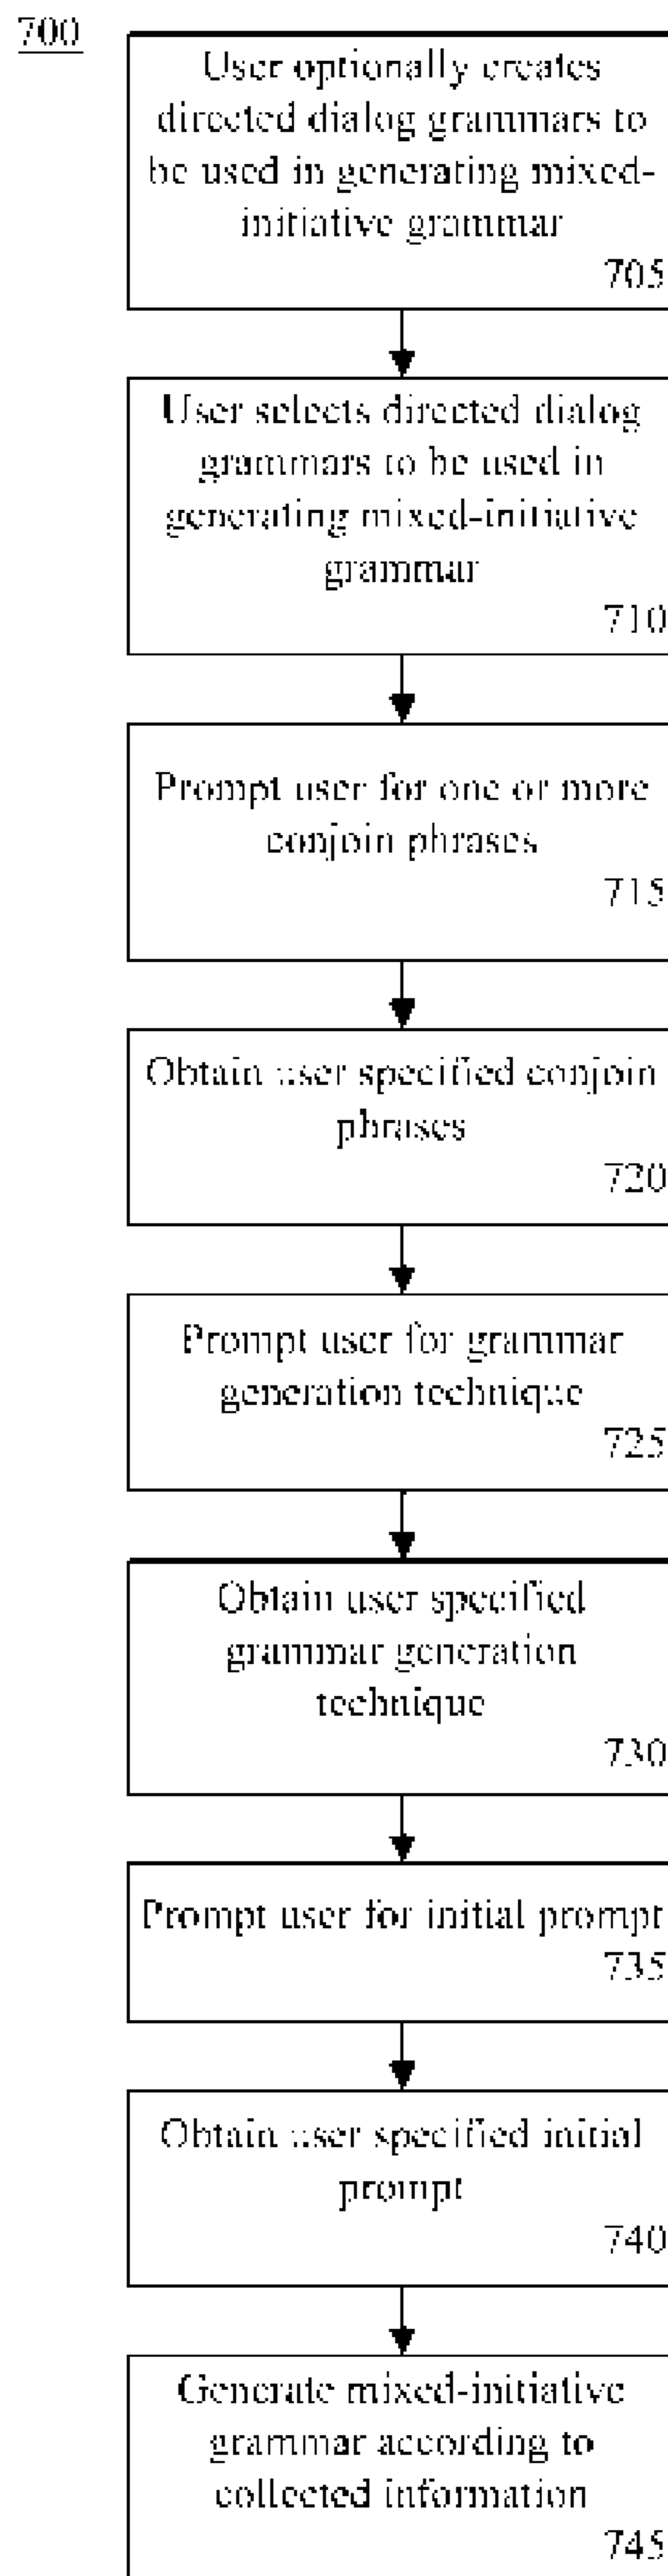 700
User optionally creates
directed dialog grammars to
be used in generating mixed-
initiative grammar
705
User selects directed dialog
grammars to be used in
generating mixed-initiative
grammar
710
Prompt user for one or more
conjoin phrases
715
Obtain user specified conjoin
phrases
720
Prompt user for grammar
generation technique
725
Obtain user specified
grammar generation
technique
730
Prompt user for initial prompt
735
Obtain user specified initial
prompt
740
Generate mixed-initiative
grammar according to
collected information
745